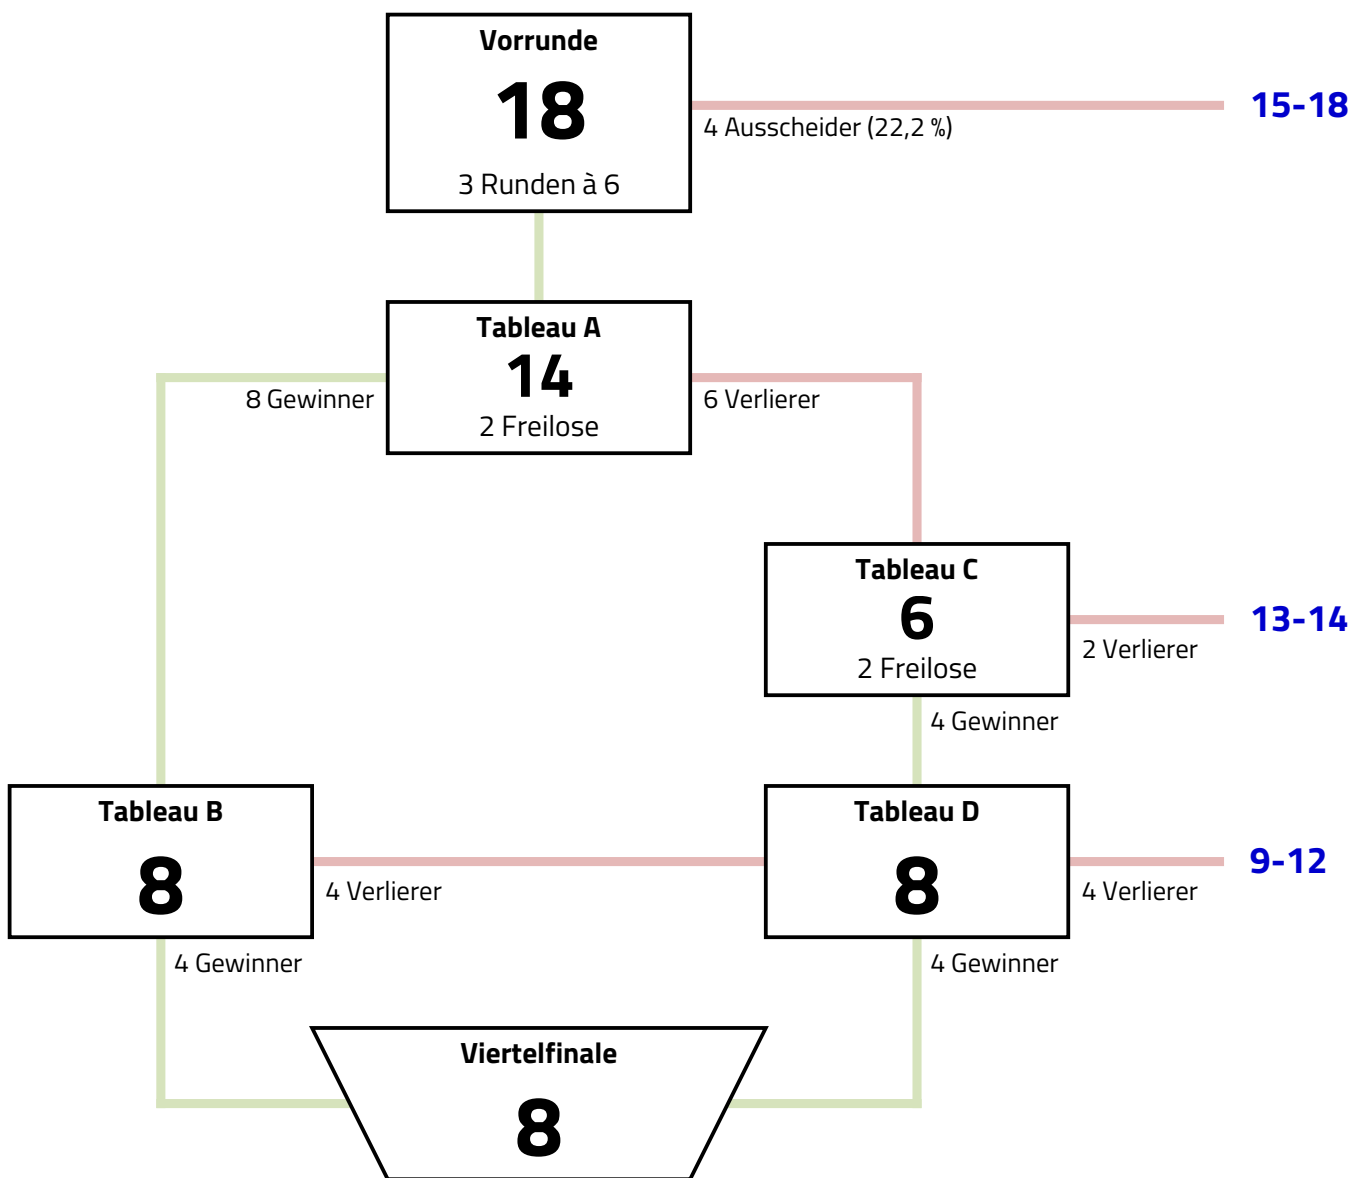 Vorrunde
18
3 Runden à 6
4 Ausscheider (22,2 %)
15-18
Tableau A
14
2 Freilose
8 Gewinner
6 Verlierer
Tableau C
6
2 Freilose
2 Verlierer
13-14
4 Gewinner
Tableau B
8
4 Verlierer
4 Gewinner
Tableau D
8
4 Verlierer
9-12
4 Gewinner
Viertelfinale
8